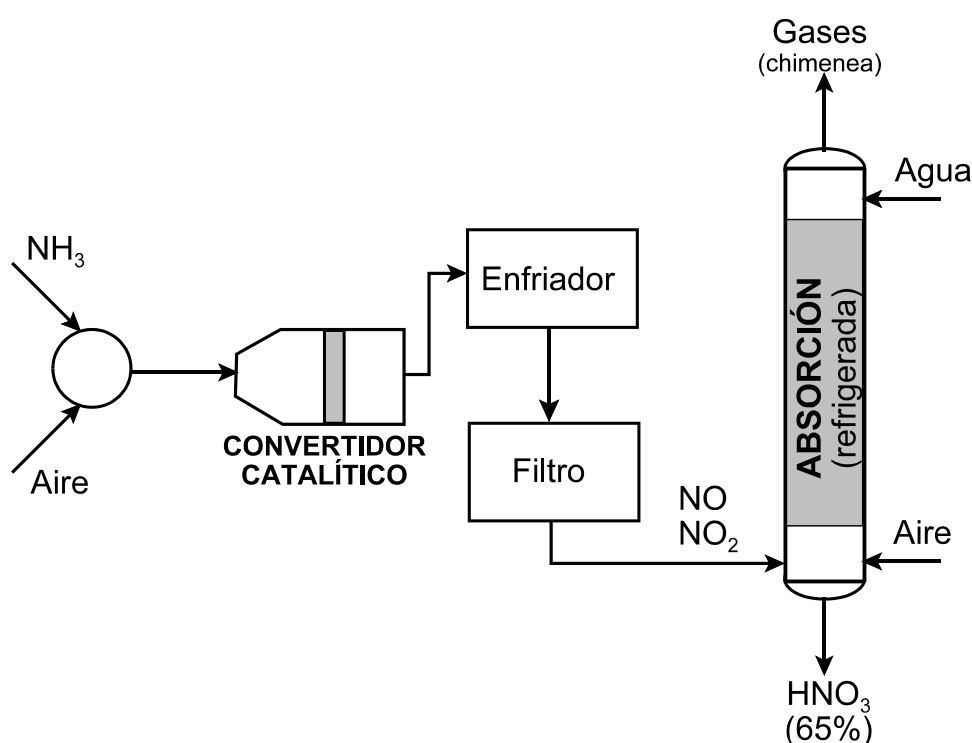 Gases
(chimenea)
Agua
NH₃
Enfriador
ABSORCIÓN
(refrigerada)
CONVERTIDOR
CATALÍTICO
Aire
Filtro
NO
NO₂
Aire
HNO₃
(65%)